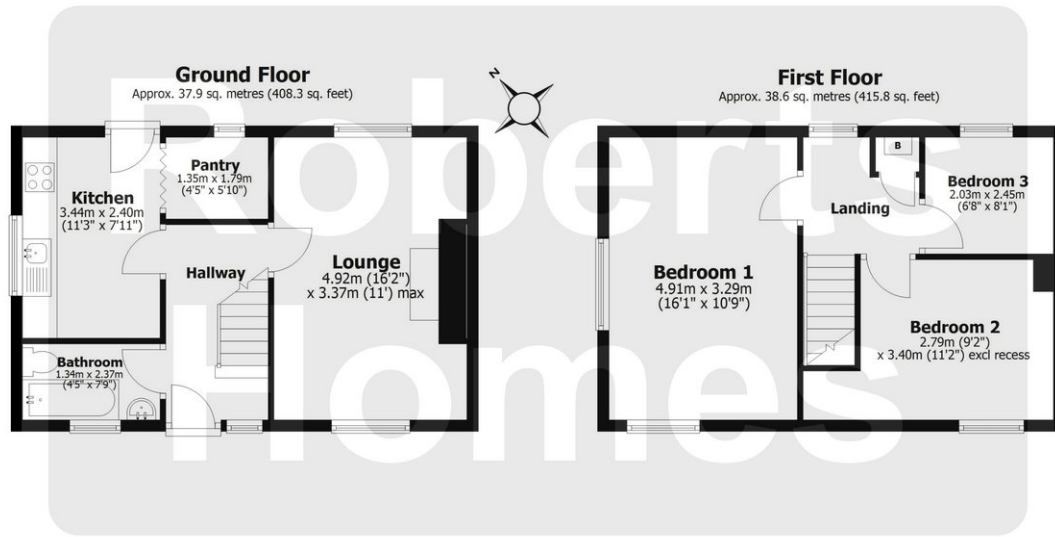 Ground Floor
Approx. 37.9 sq. metres (408.3 sq. feet)
N
First Floor
Approx. 38.6 sq. metres (415.8 sq. feet)
Roberts
Homes
Kitchen
3.44m x 2.40m
(11'3" x 7'11")
Pantry
1.35m x 1.79m
(4'5" x 5'10")
Hallway
Lounge
4.92m (16'2")
x 3.37m (11') max
Bathroom
1.34m x 2.37m
(4'5" x 7'9")
Bedroom 1
4.91m x 3.29m
(16'1" x 10'9")
Landing
B
Bedroom 3
2.03m x 2.45m
(6'8" x 8'1")
Bedroom 2
2.79m (9'2")
x 3.40m (11'2") excl recess